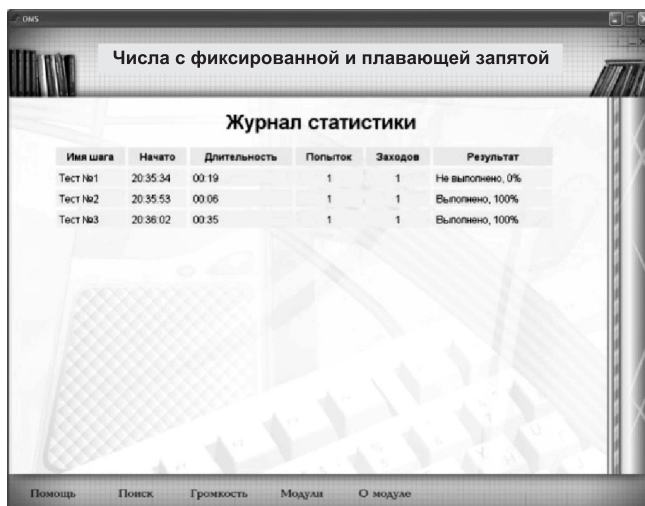 OMS
Числа с фиксированной и плавающей запятой
Журнал статистики
Имя шага Начато Длительность Попыток Заходов Результат
Тест №1 20:35:34 00:19 1 1 Не выполнено, 0%
Тест №2 20:35:53 00:06 1 1 Выполнено, 100%
Тест №3 20:36:02 00:35 1 1 Выполнено, 100%
Помощь Поиск Громкость Модули О модуле